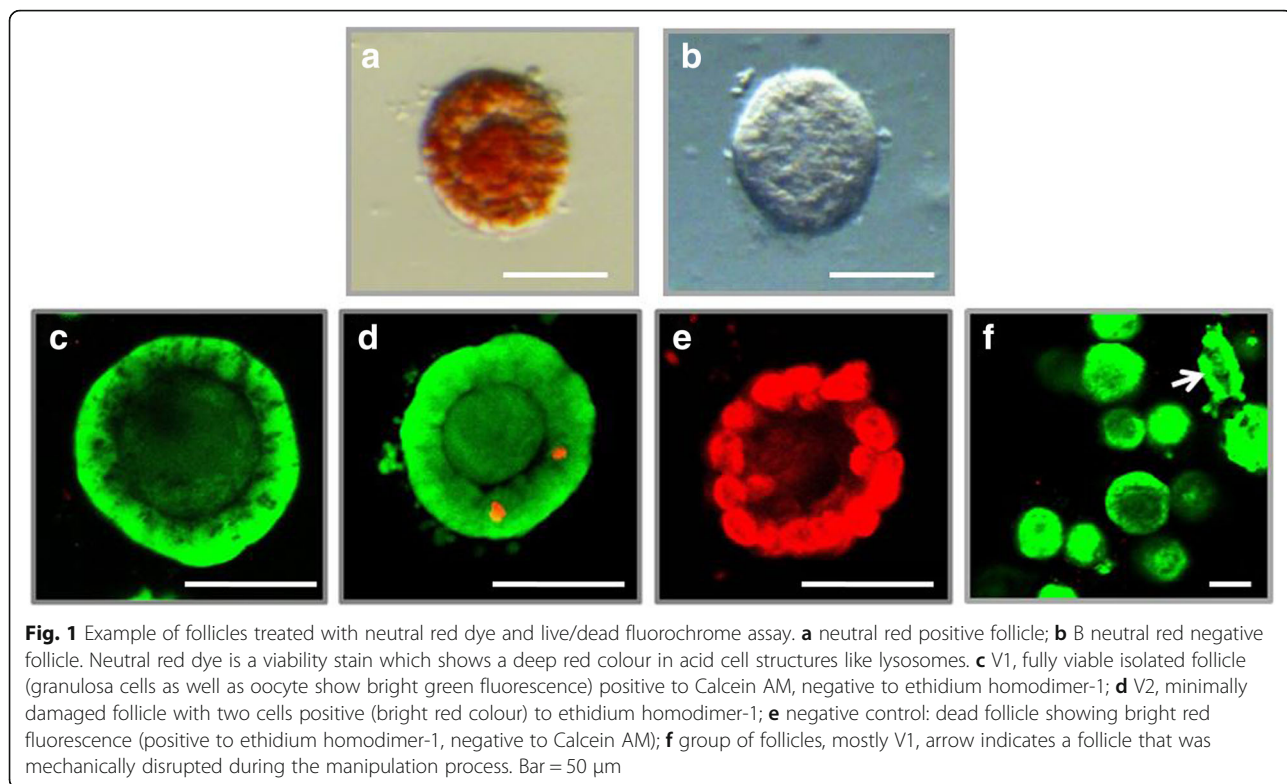 a
b
c
d
e
f
Fig. 1 Example of follicles treated with neutral red dye and live/dead fluorochrome assay. a neutral red positive follicle; b B neutral red negative
follicle. Neutral red dye is a viability stain which shows a deep red colour in acid cell structures like lysosomes. c V1, fully viable isolated follicle
(granulosa cells as well as oocyte show bright green fluorescence) positive to Calcein AM, negative to ethidium homodimer-1; d V2, minimally
damaged follicle with two cells positive (bright red colour) to ethidium homodimer-1; e negative control: dead follicle showing bright red
fluorescence (positive to ethidium homodimer-1, negative to Calcein AM); f group of follicles, mostly V1, arrow indicates a follicle that was
mechanically disrupted during the manipulation process. Bar = 50 μm